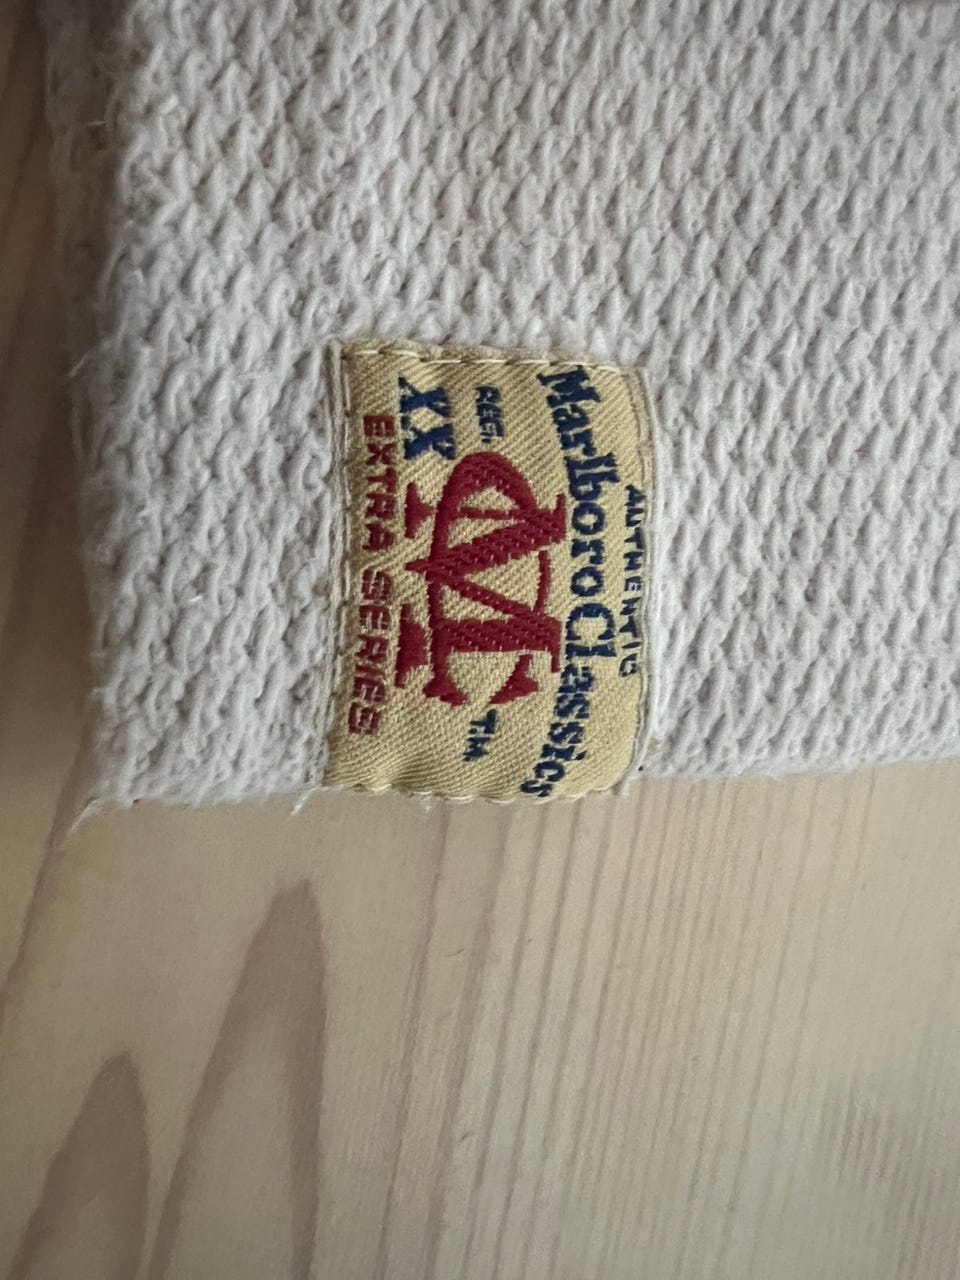 AUTHENTIC
Marlboro Classics
REG.
MC
TM
XX
EXTRA SERIES